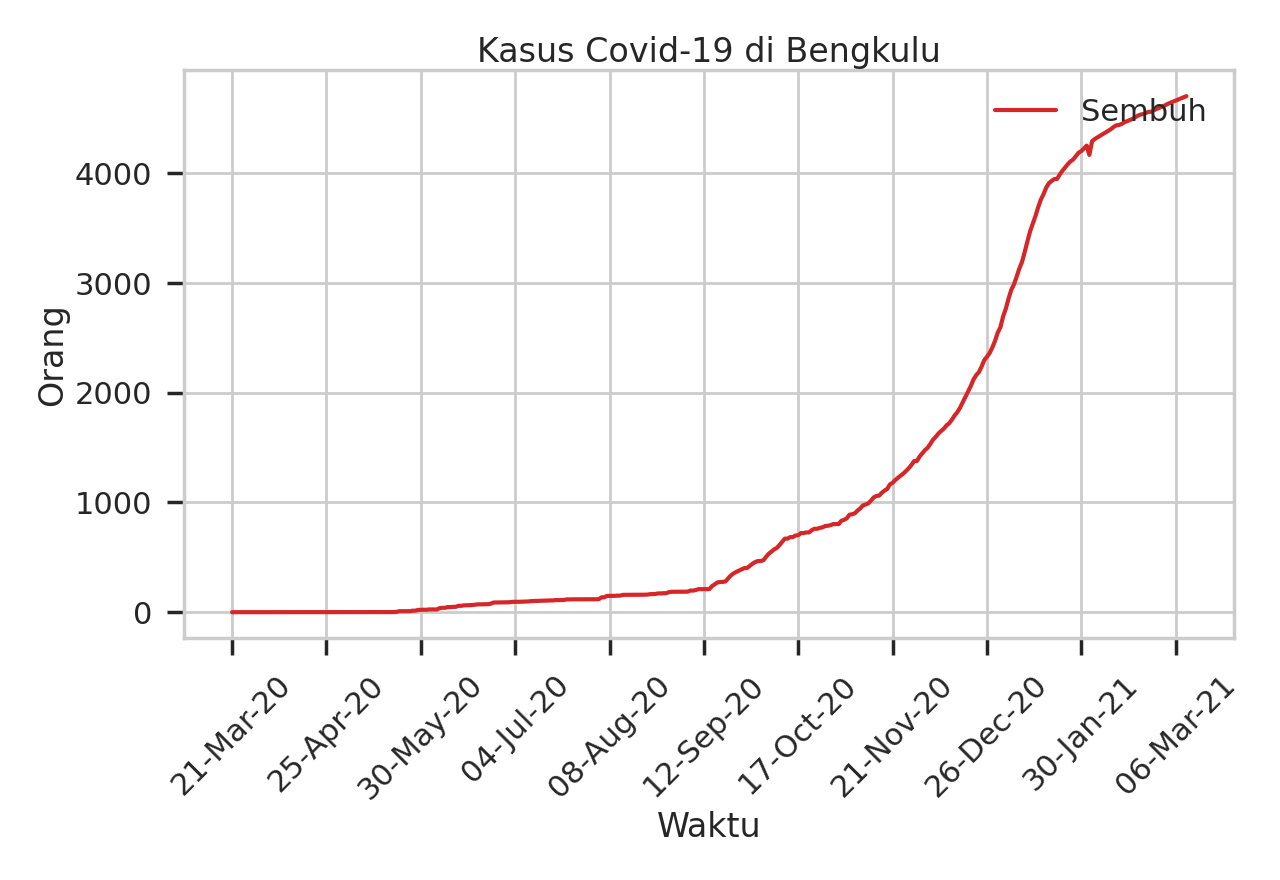 Kasus Covid-19 di Bengkulu
Sembuh
Orang
4000
3000
2000
1000
0
21-Mar-20
25-Apr-20
30-May-20
04-Jul-20
08-Aug-20
12-Sep-20
17-Oct-20
21-Nov-20
26-Dec-20
30-Jan-21
06-Mar-21
Waktu